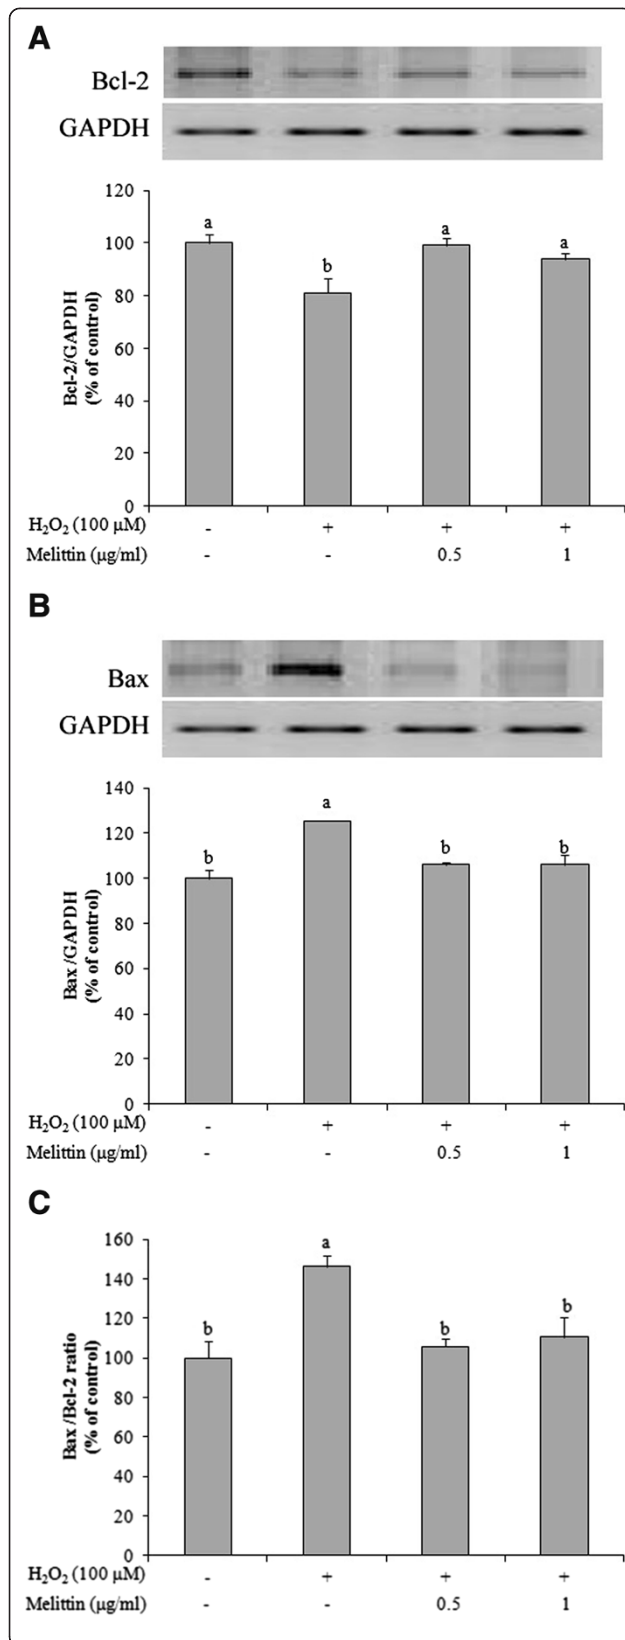 A
Bcl-2
GAPDH
120
100
80
60
40
20
0
Bcl-2/GAPDH
(% of control)
a
b
a
a
H₂O₂ (100 µM) - + + +
Melittin (µg/ml) - - 0.5 1
B
Bax
GAPDH
140
120
100
80
60
40
20
0
Bax /GAPDH
(% of control)
b
a
b
b
H₂O₂ (100 µM) - + + +
Melittin (µg/ml) - - 0.5 1
C
160
140
120
100
80
60
40
20
0
Bax /Bcl-2 ratio
(% of control)
b
a
b
b
H₂O₂ (100 µM) - + + +
Melittin (µg/ml) - - 0.5 1